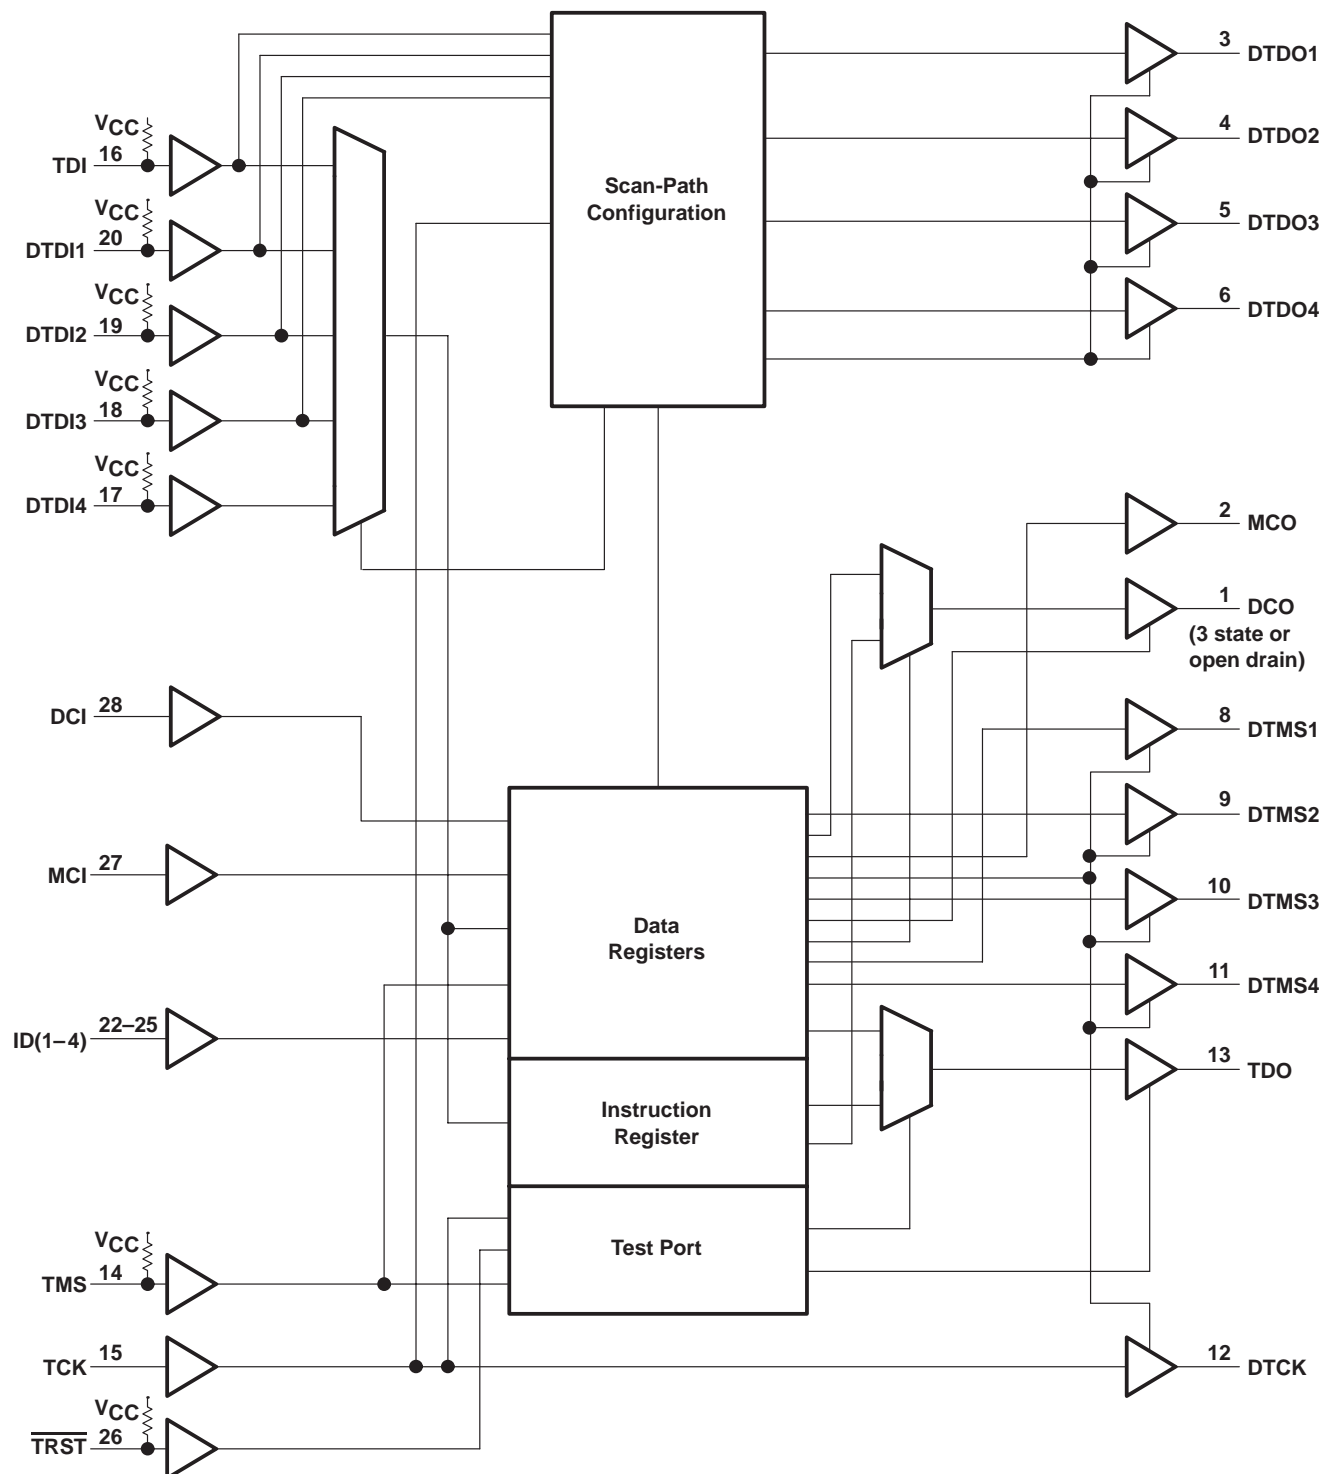 3
DTDO1
VCC
16
TDI
4
DTDO2
Scan-Path
Configuration
VCC
20
DTDI1
5
DTDO3
VCC
19
DTDI2
6
DTDO4
VCC
18
DTDI3
VCC
17
DTDI4
2
MCO
1
DCO
(3 state or
open drain)
DCI
28
8
DTMS1
9
DTMS2
MCI
27
10
DTMS3
Data
Registers
11
DTMS4
ID(1–4)
22–25
13
TDO
Instruction
Register
Test Port
VCC
14
TMS
TCK
15
12
DTCK
VCC
26
TRST